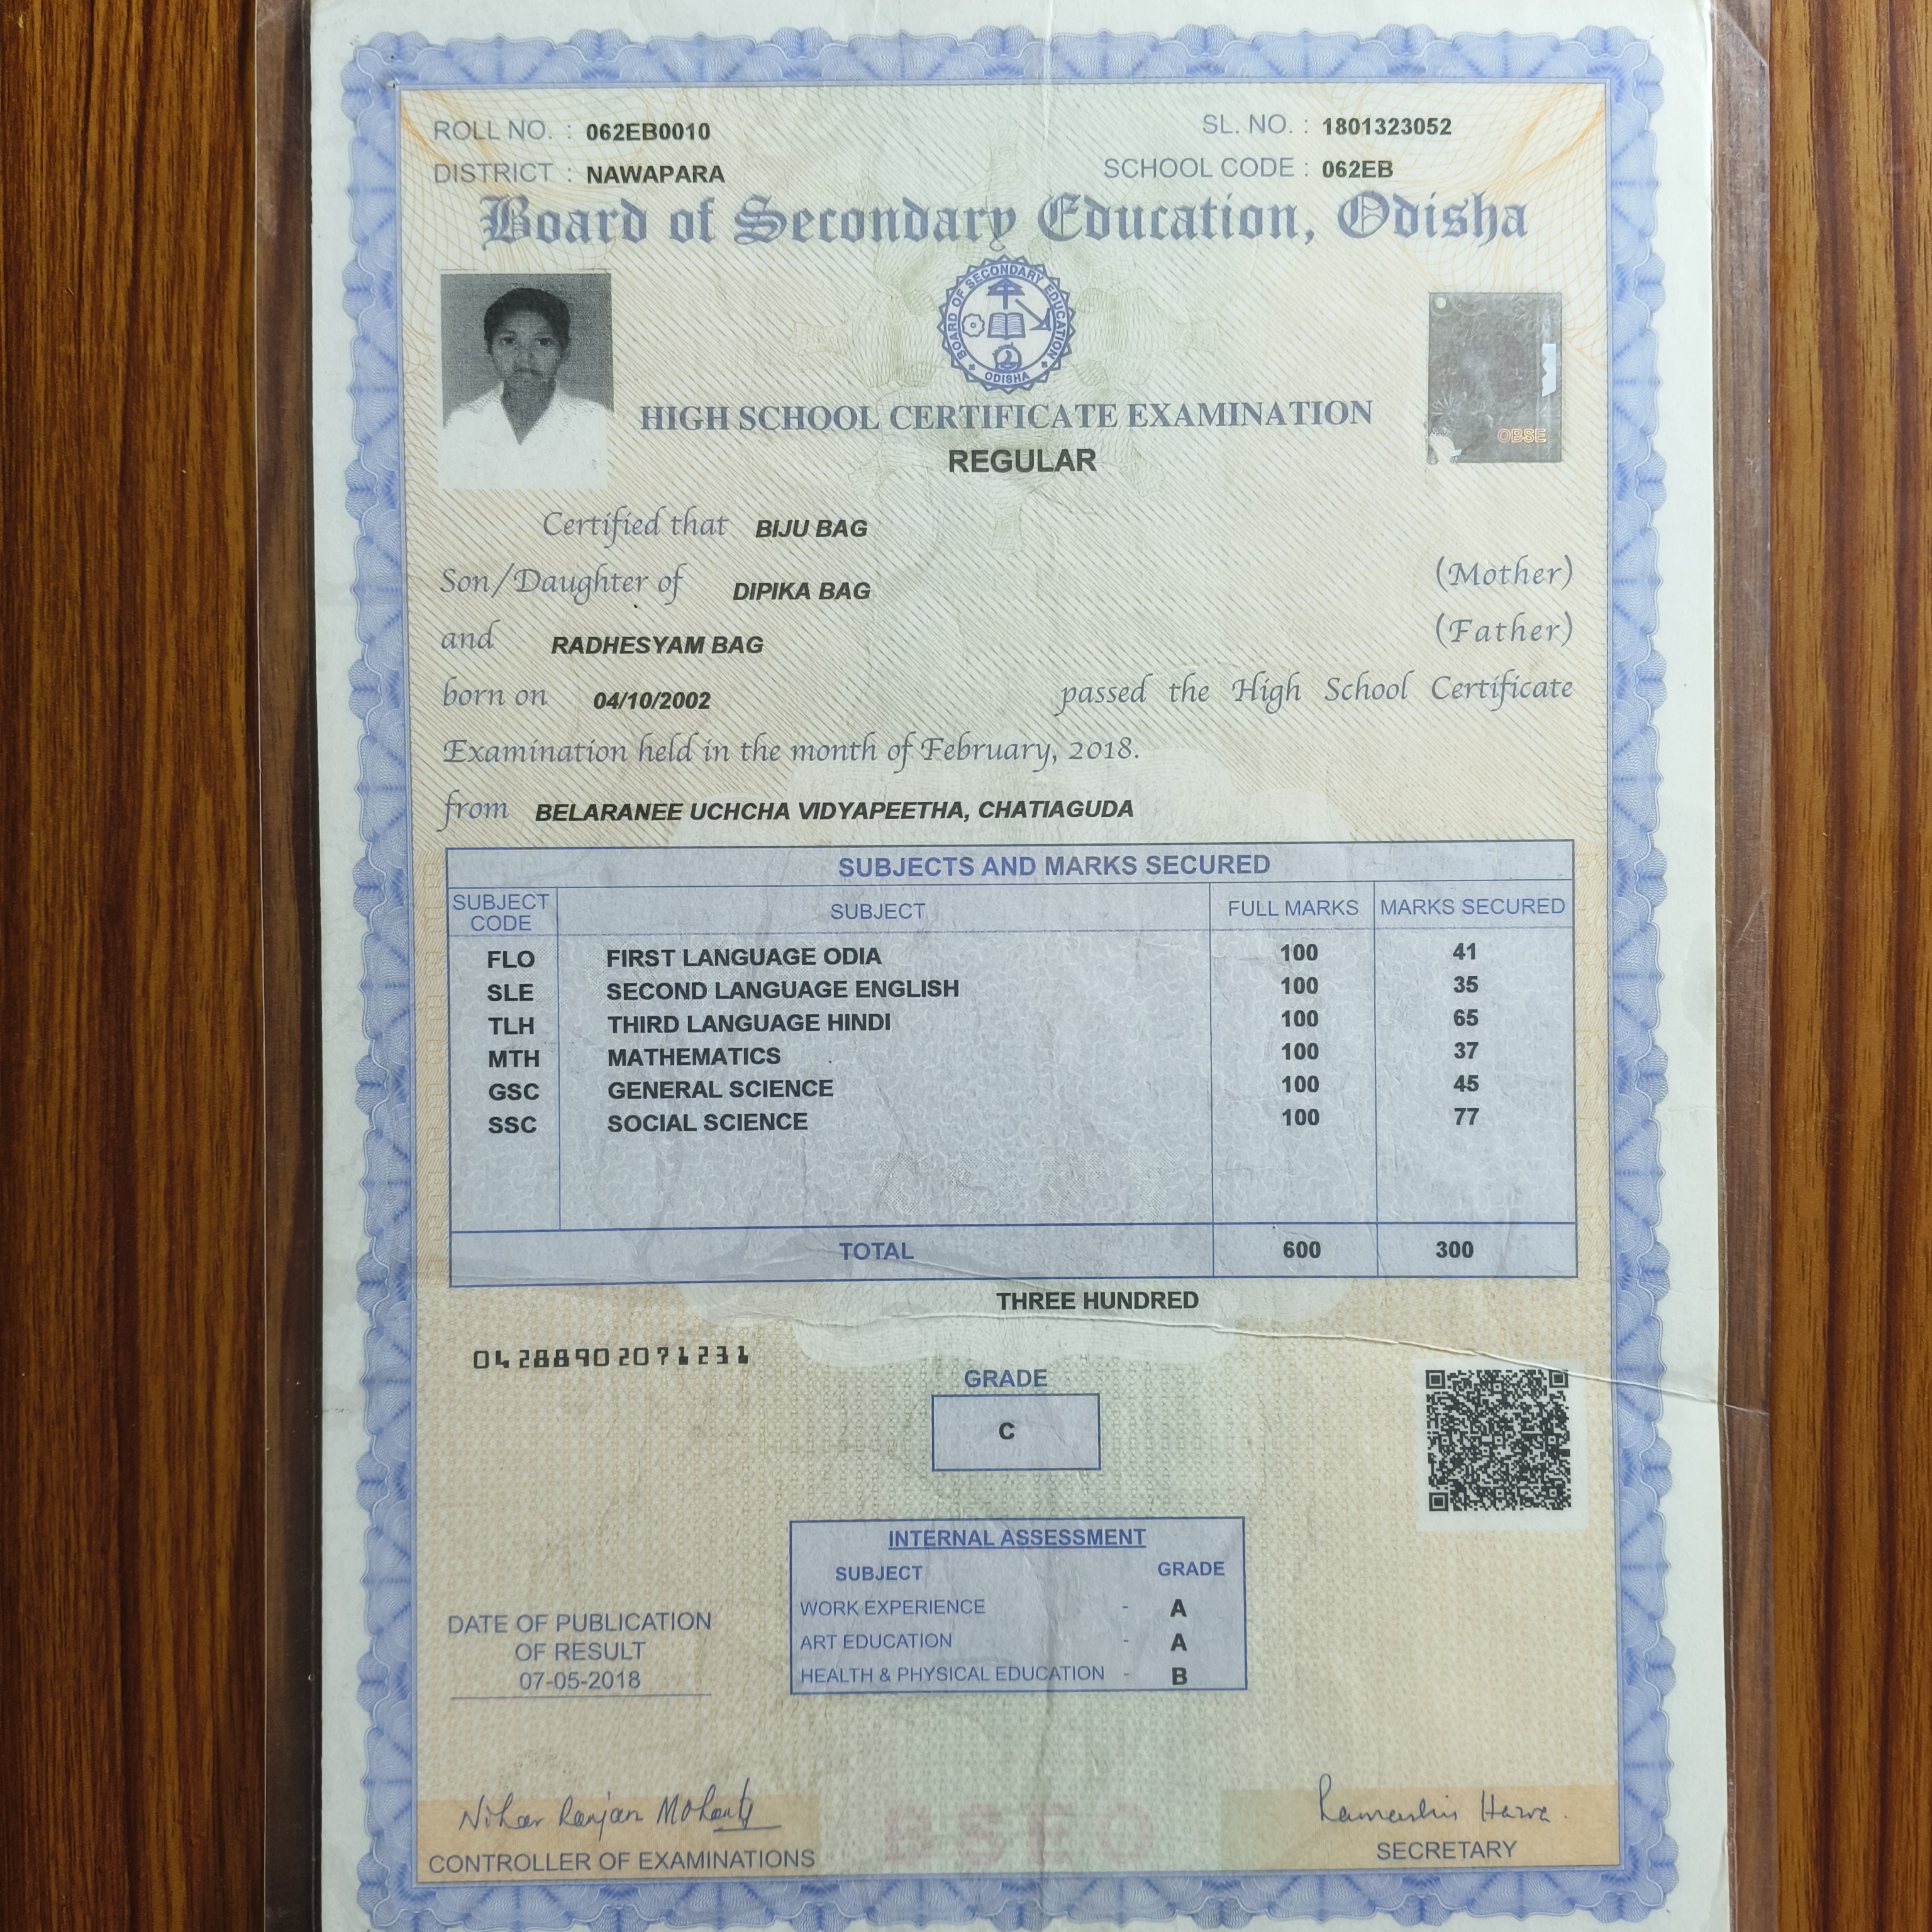 ROLL NO. : 062EB0010
SL. NO. : 1801323052
DISTRICT : NAWAPARA
SCHOOL CODE : 062EB
Board of Secondary Education, Odisha
BOARD OF SECONDARY EDUCATION
ODISHA
OBSE
HIGH SCHOOL CERTIFICATE EXAMINATION
REGULAR
Certified that BIJU BAG
Son/Daughter of DIPIKA BAG (Mother)
and RADHESYAM BAG (Father)
born on 04/10/2002 passed the High School Certificate
Examination held in the month of February, 2018.
from BELARANEE UCHCHA VIDYAPEETHA, CHATIAGUDA
SUBJECTS AND MARKS SECURED
SUBJECT CODE SUBJECT FULL MARKS MARKS SECURED
FLO FIRST LANGUAGE ODIA 100 41
SLE SECOND LANGUAGE ENGLISH 100 35
TLH THIRD LANGUAGE HINDI 100 65
MTH MATHEMATICS 100 37
GSC GENERAL SCIENCE 100 45
SSC SOCIAL SCIENCE 100 77
TOTAL 600 300
THREE HUNDRED
04288902071231
GRADE
C
INTERNAL ASSESSMENT
SUBJECT GRADE
WORK EXPERIENCE - A
ART EDUCATION - A
HEALTH & PHYSICAL EDUCATION - B
DATE OF PUBLICATION
OF RESULT
07-05-2018
Nihar Ranjan Mohanty
BSEO
CONTROLLER OF EXAMINATIONS
SECRETARY